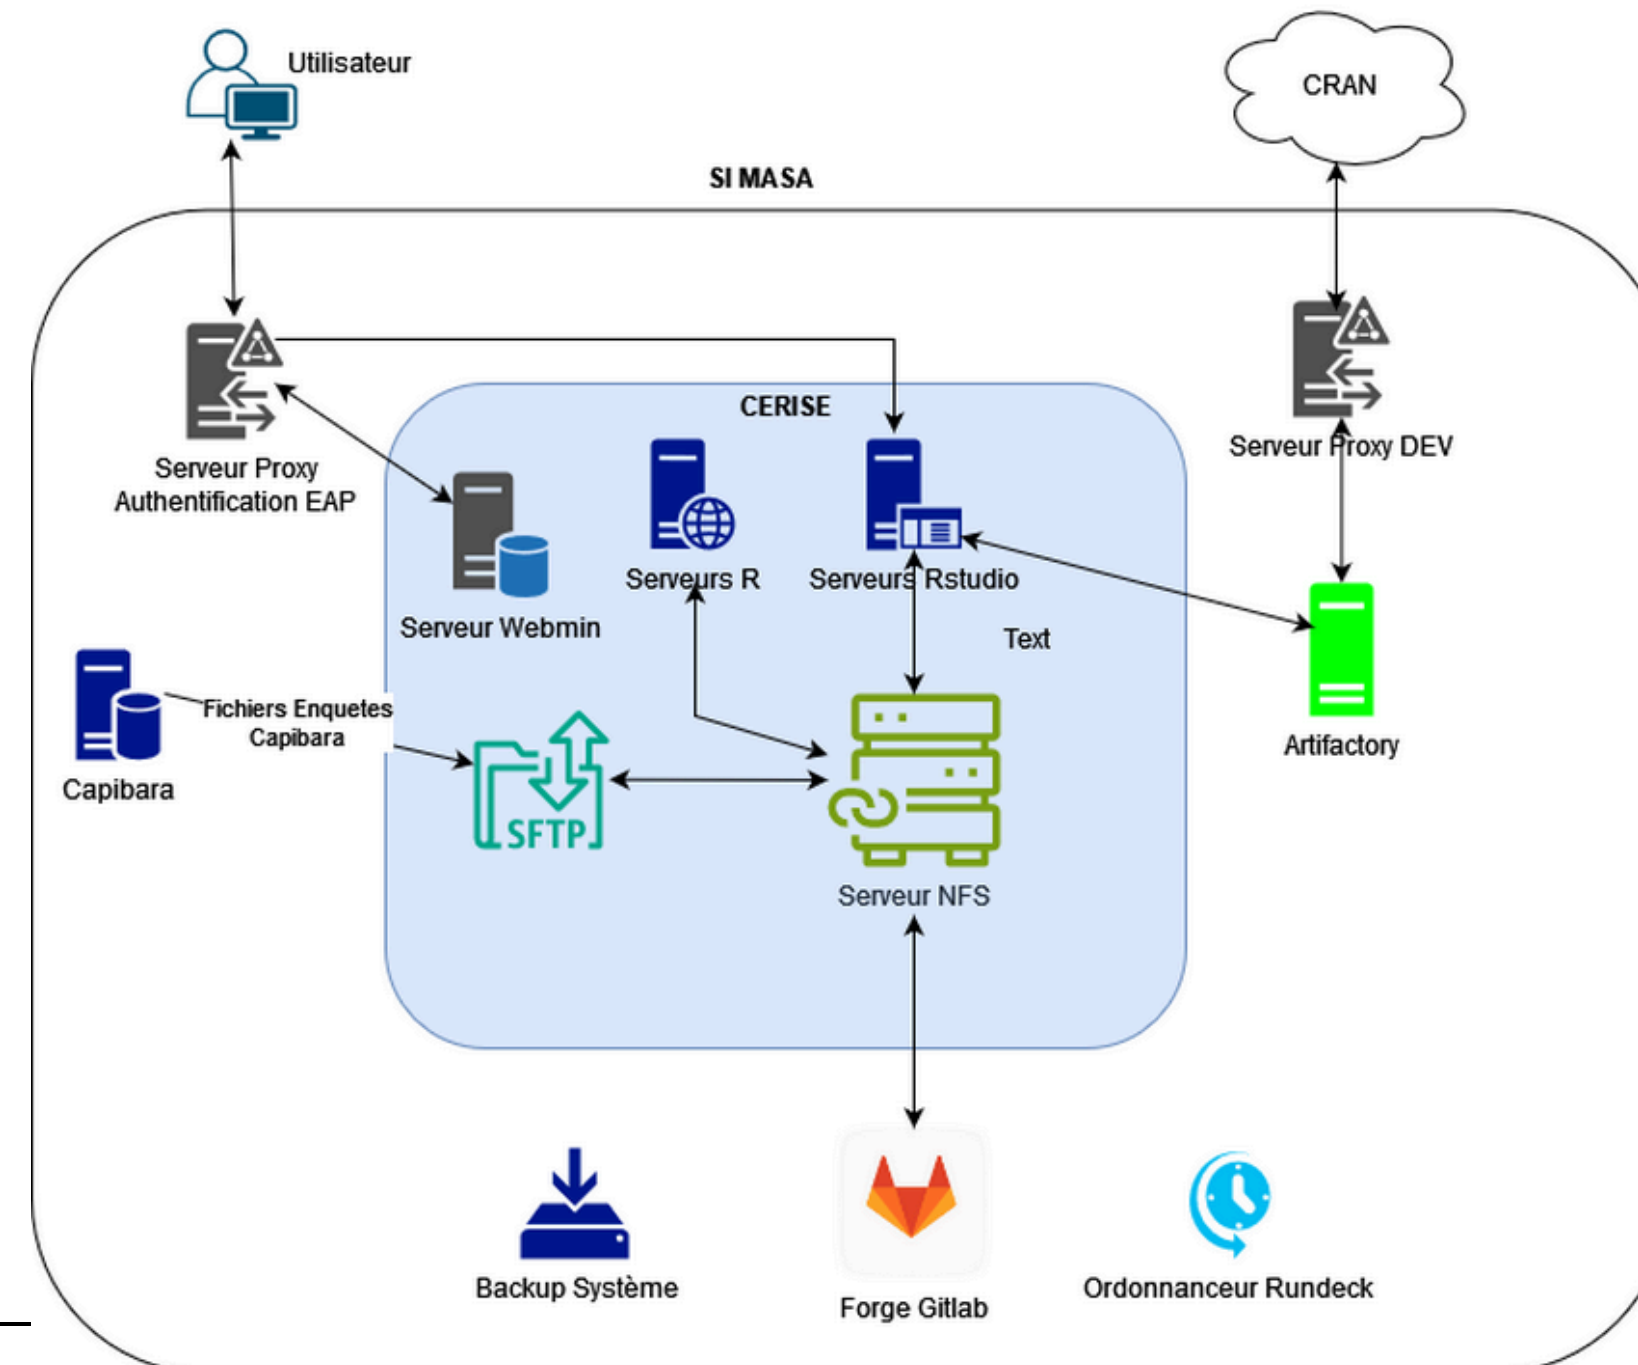 Utilisateur
CRAN
SI MASA
CERISE
Serveur Proxy
Authentification EAP
Serveur Proxy DEV
Serveurs R
Serveurs Rstudio
Serveur Webmin
Text
Fichiers Enquetes
Capibara
Capibara
SFTP
Artifactory
Serveur NFS
Backup Système
Forge Gitlab
Ordonnanceur Rundeck